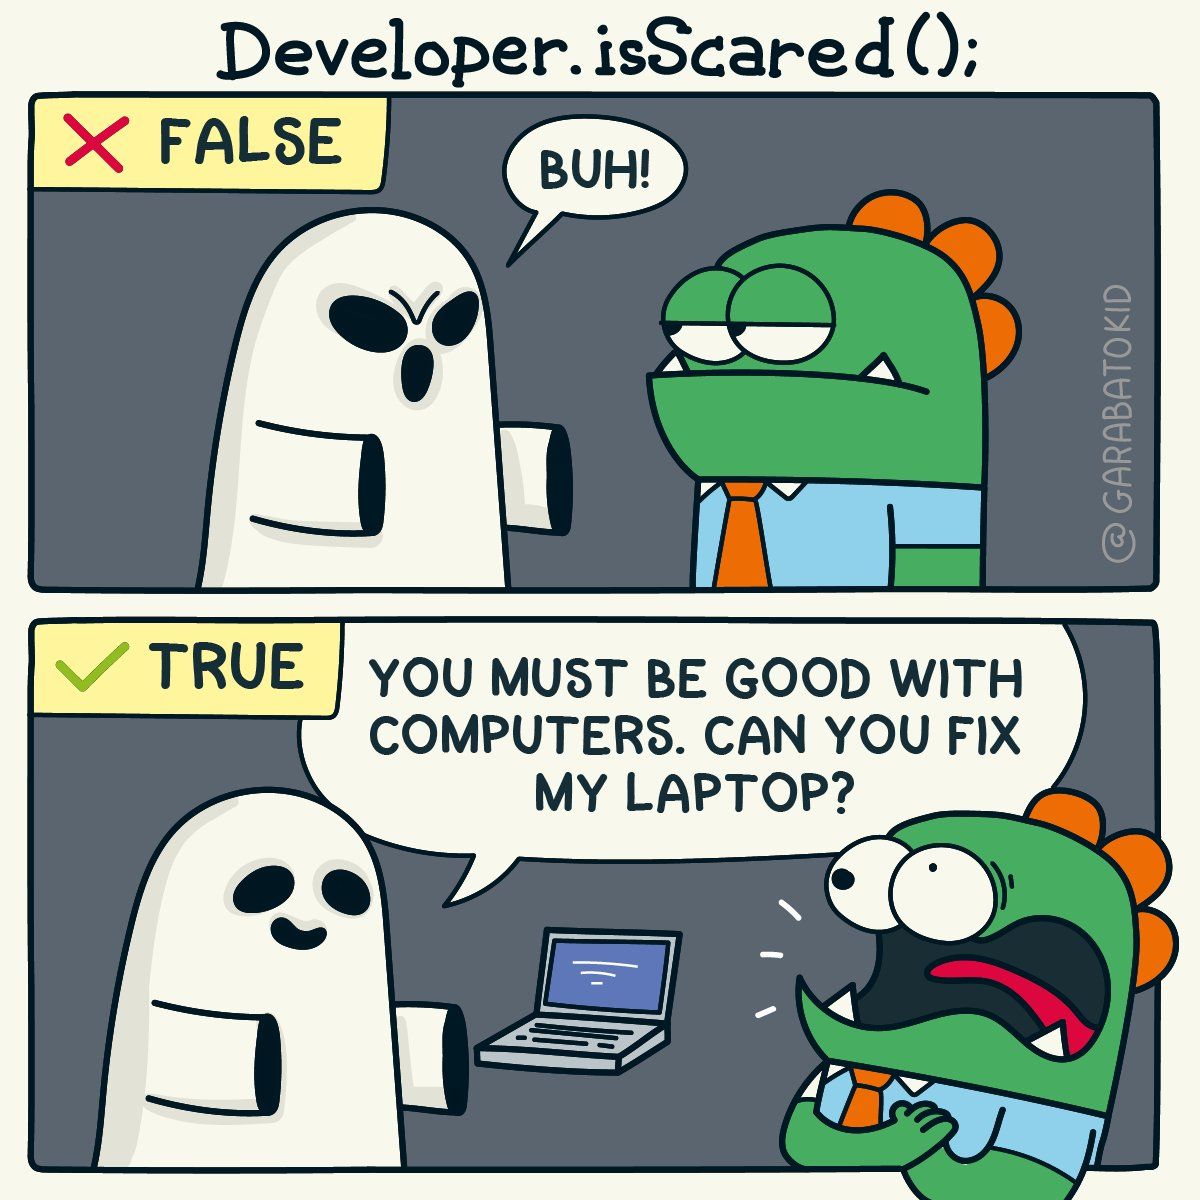 Developer.isScared();
FALSE
BUH!
@GARABATOKID
TRUE
YOU MUST BE GOOD WITH
COMPUTERS. CAN YOU FIX
MY LAPTOP?